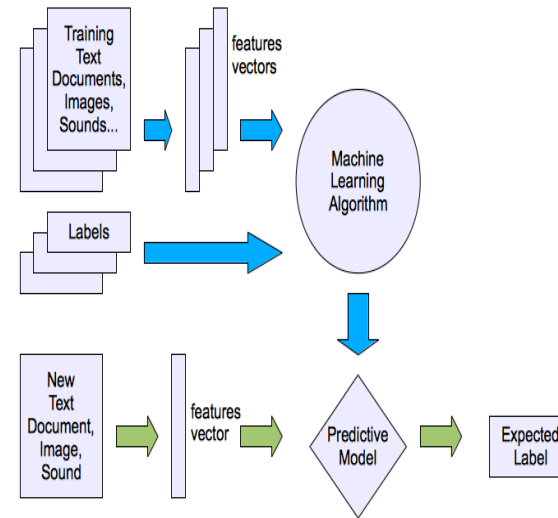 Training
Text
Documents,
Images,
Sounds...
features
vectors
Machine
Learning
Algorithm
Labels
New
Text
Document,
Image,
Sound
features
vector
Predictive
Model
Expected
Label